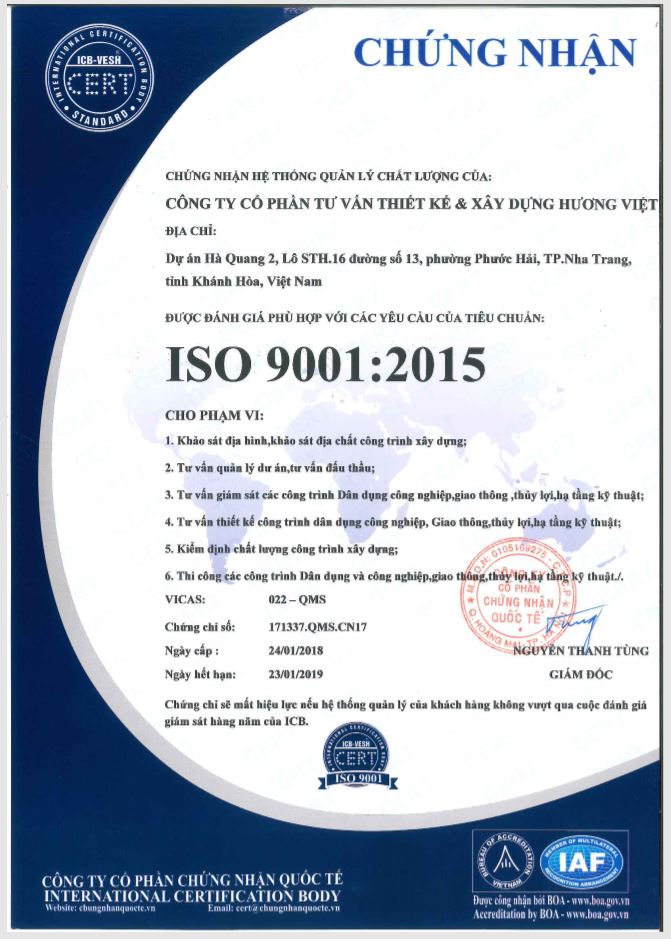 INTERNATIONAL CERTIFICATION BODY
ICB-VESH
CERT
STANDARD
CHỨNG NHẬN
CHỨNG NHẬN HỆ THỐNG QUẢN LÝ CHẤT LƯỢNG CỦA:
CÔNG TY CỔ PHẦN TƯ VẤN THIẾT KẾ & XÂY DỰNG HƯƠNG VIỆT
ĐỊA CHỈ:
Dự án Hà Quang 2, Lô STH.16 đường số 13, phường Phước Hải, TP.Nha Trang,
tỉnh Khánh Hòa, Việt Nam
ĐƯỢC ĐÁNH GIÁ PHÙ HỢP VỚI CÁC YÊU CẦU CỦA TIÊU CHUẨN:
ISO 9001:2015
CHO PHẠM VI:
1. Khảo sát địa hình,khảo sát địa chất công trình xây dựng;
2. Tư vấn quản lý dư án,tư vấn đấu thầu;
3. Tư vấn giám sát các công trình Dân dụng công nghiệp,giao thông ,thủy lợi,hạ tầng kỹ thuật;
4. Tư vấn thiết kế công trình dân dụng công nghiệp, Giao thông,thủy lợi,hạ tầng kỹ thuật;
5. Kiểm định chất lượng công trình xây dựng;
6. Thi công các công trình Dân dụng và công nghiệp,giao thông,thủy lợi,hạ tầng kỹ thuật./.
VICAS: 022 – QMS
Chứng chỉ số: 171337.QMS.CN17
Ngày cấp : 24/01/2018
Ngày hết hạn: 23/01/2019
M.S.D.N: 0105169275 - C.T.C.P
CÔNG TY
CỔ PHẦN
CHỨNG NHẬN
QUỐC TẾ
Q.HOÀNG MAI-TP.HÀ NỘI
NGUYỄN THANH TÙNG
GIÁM ĐỐC
Chứng chỉ sẽ mất hiệu lực nếu hệ thống quản lý của khách hàng không vượt qua cuộc đánh giá
giám sát hàng năm của ICB.
INTERNATIONAL CERTIFICATION BODY
ICB-VESH
CERT
ISO 9001
CÔNG TY CỔ PHẦN CHỨNG NHẬN QUỐC TẾ
INTERNATIONAL CERTIFICATION BODY
Website: chungnhanquocte.vn Email: cert@chungnhanquocte.vn
BUREAU OF ACCREDITATION
VIETNAM
MEMBER OF MULTILATERAL
IAF
RECOGNITION ARRANGEMENT
Được công nhận bởi BOA - www.boa.gov.vn
Accreditation by BOA - www.boa.gov.vn